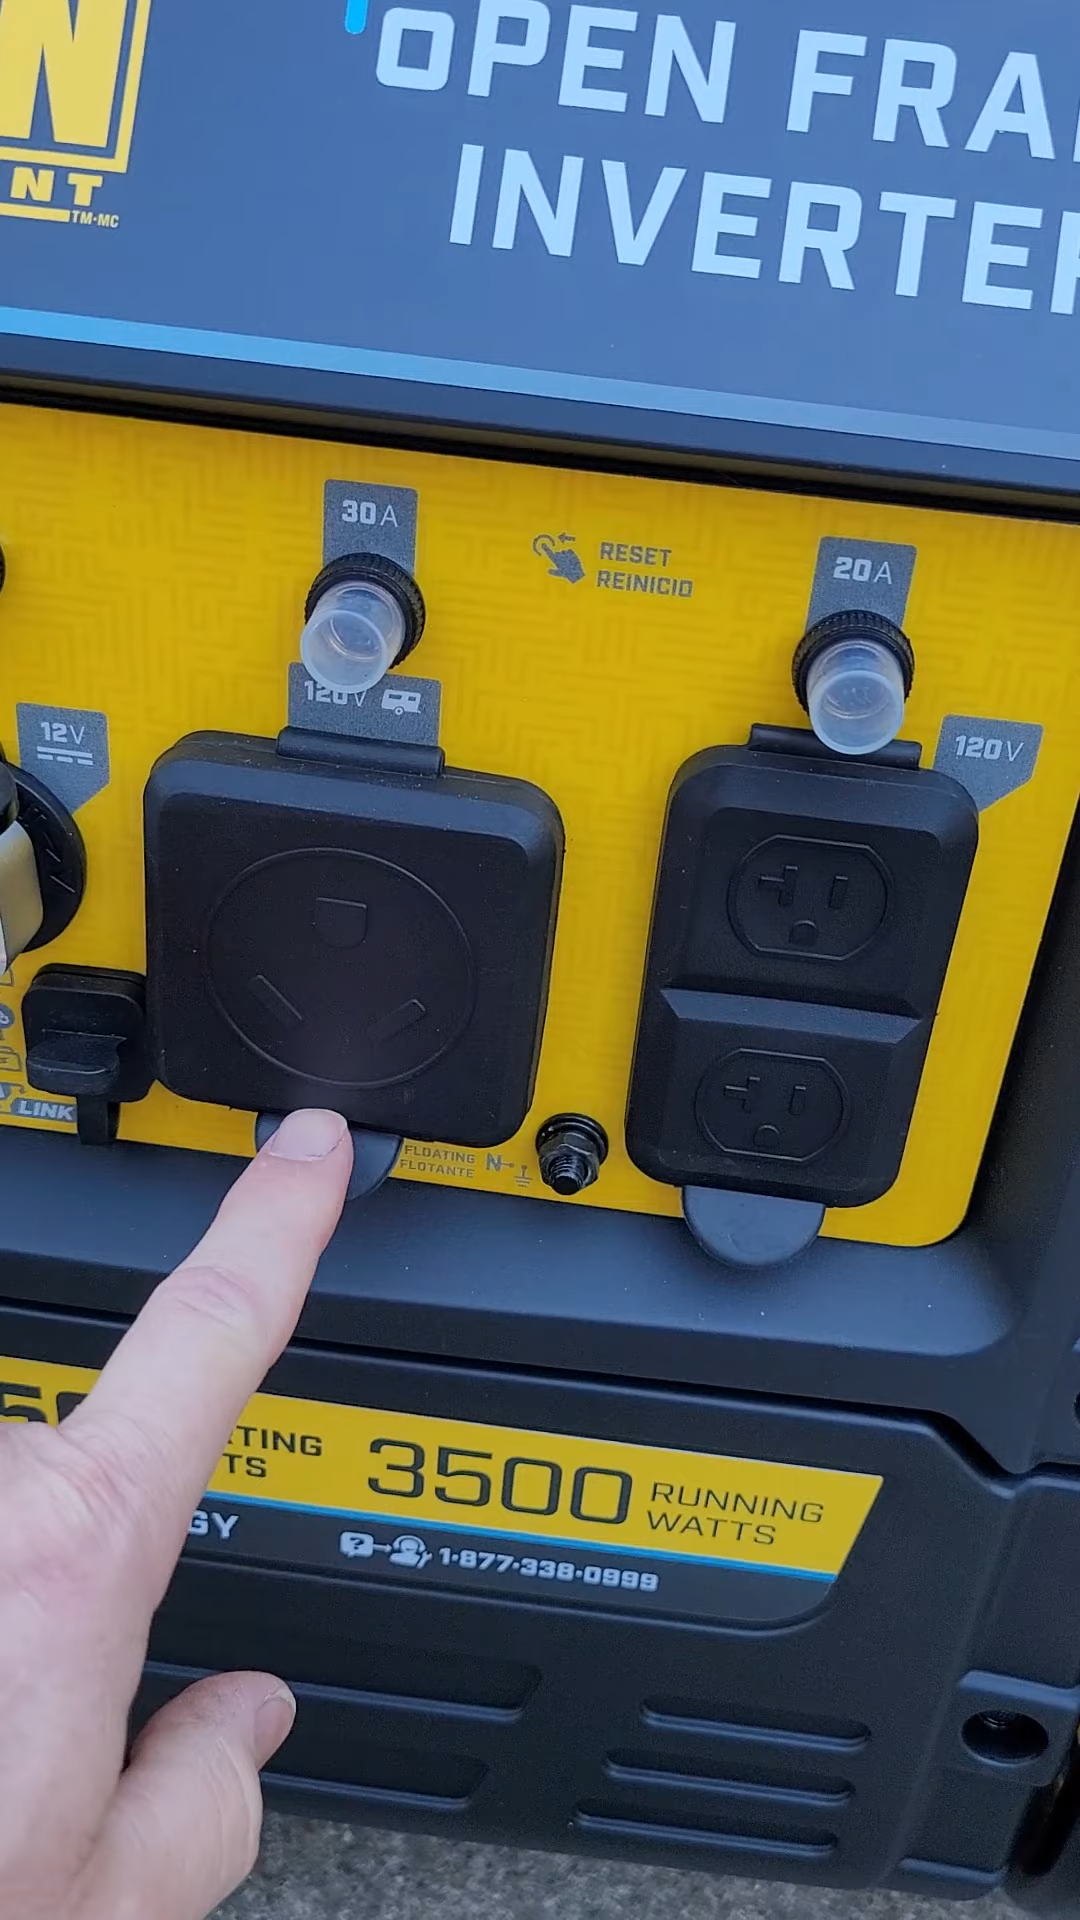 N
NT
TM·MC
OPEN FRA
INVERTER
30A
RESET
REINICIO
20A
120V
12V
120V
LINK
FLOATING
FLOTANTE
N
TING
TS
3500
RUNNING
WATTS
GY
1-877-338-0999